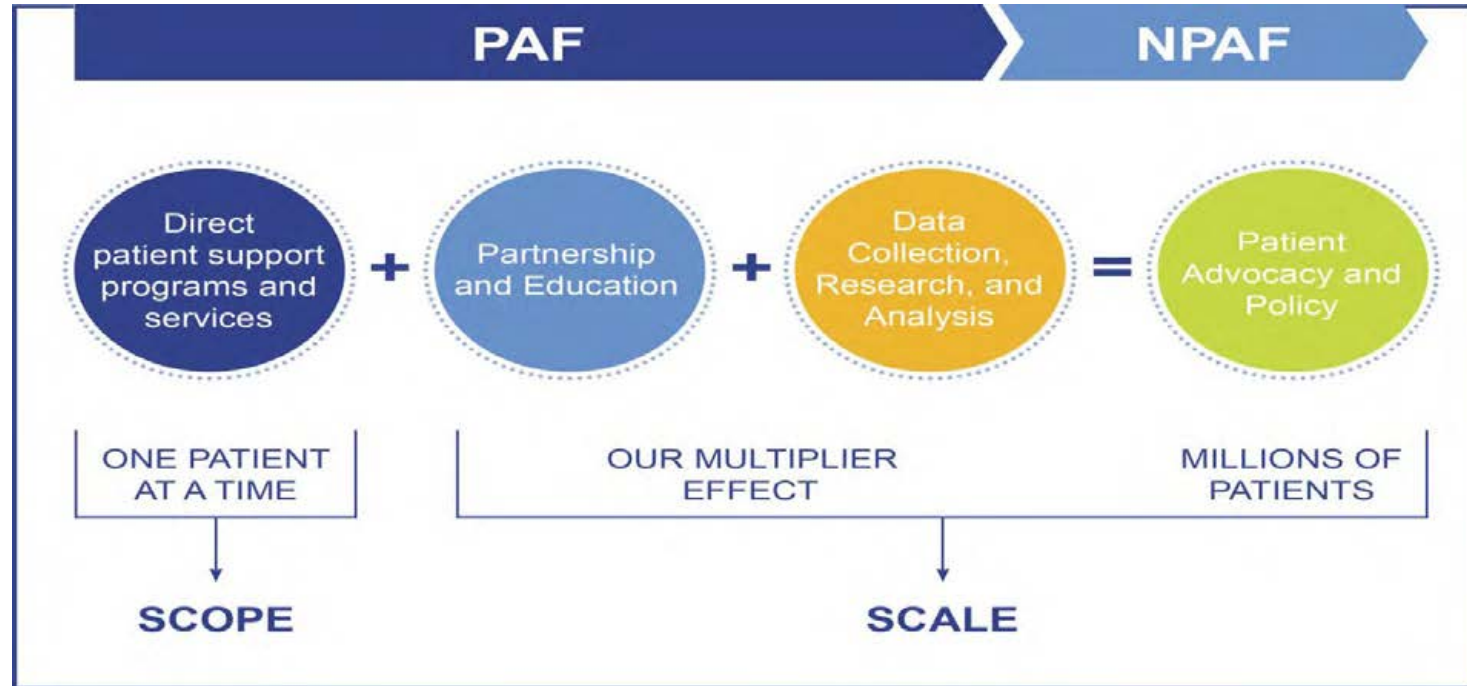 PAF
NPAF
Direct
patient support
programs and
services
+
Partnership
and Education
+
Data
Collection,
Research, and
Analysis
=
Patient
Advocacy and
Policy
ONE PATIENT
AT A TIME
OUR MULTIPLIER
EFFECT
MILLIONS OF
PATIENTS
SCOPE
SCALE